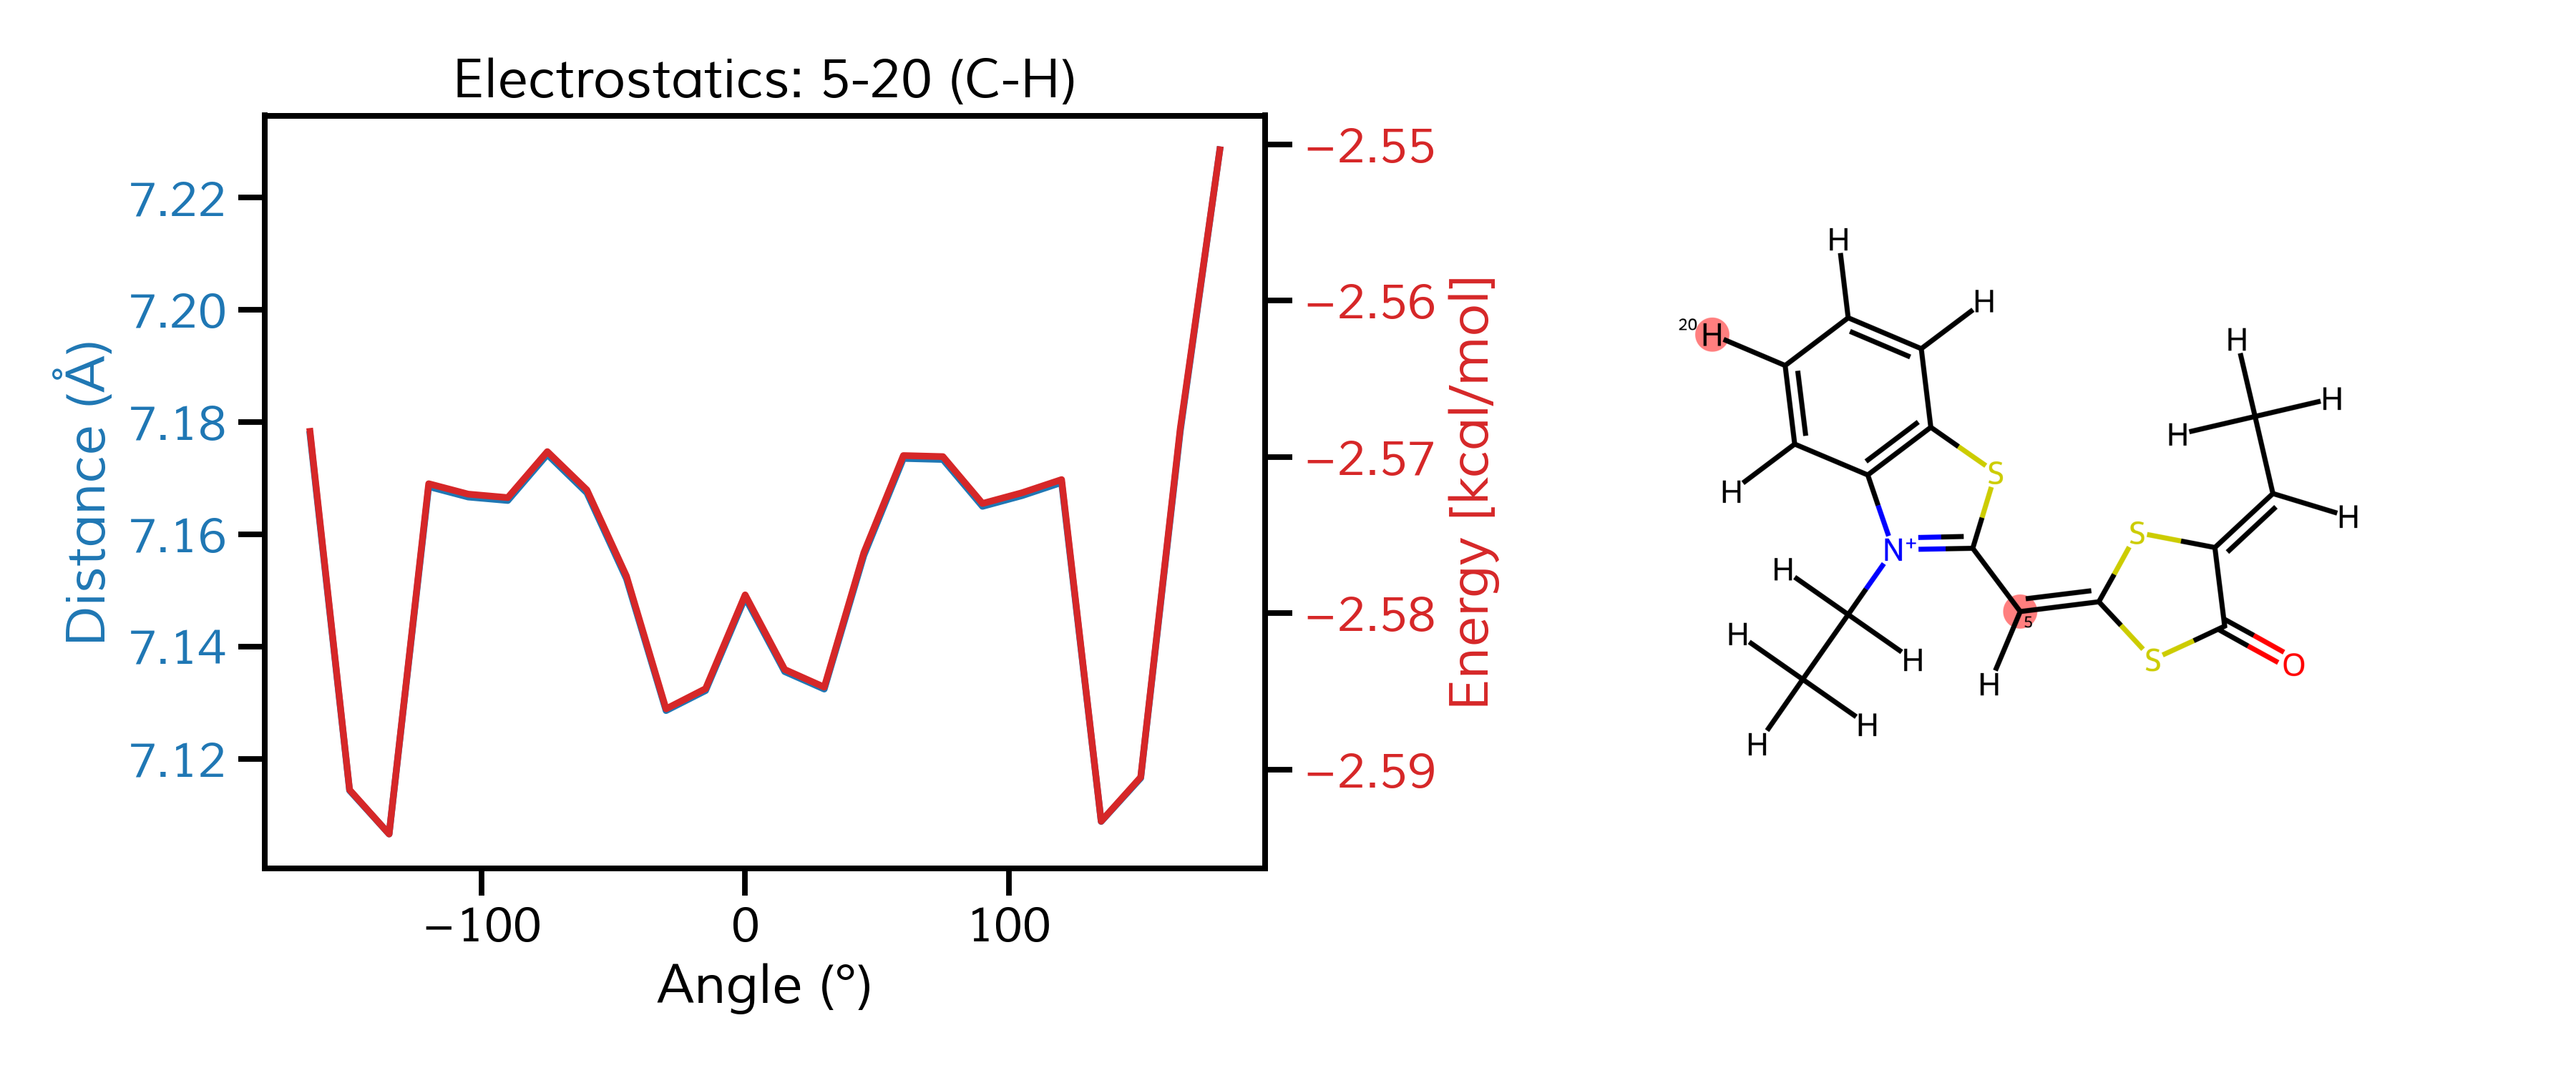 Electrostatics: 5-20 (C-H)
Distance (Å)
7.22
7.20
7.18
7.16
7.14
7.12
−2.55
−2.56
−2.57
−2.58
−2.59
Energy [kcal/mol]
−100
0
100
Angle (°)
H
H
20 H
H
H
S
N+
H
H
H
H
H
H
5
S
S
O
H
H
H
H